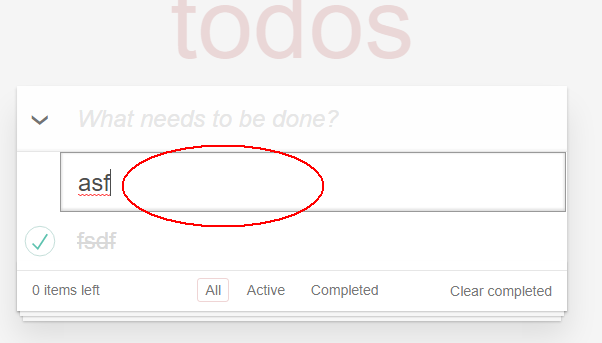 todos
What needs to be done?
asf
fsdf
0 items left All Active Completed Clear completed